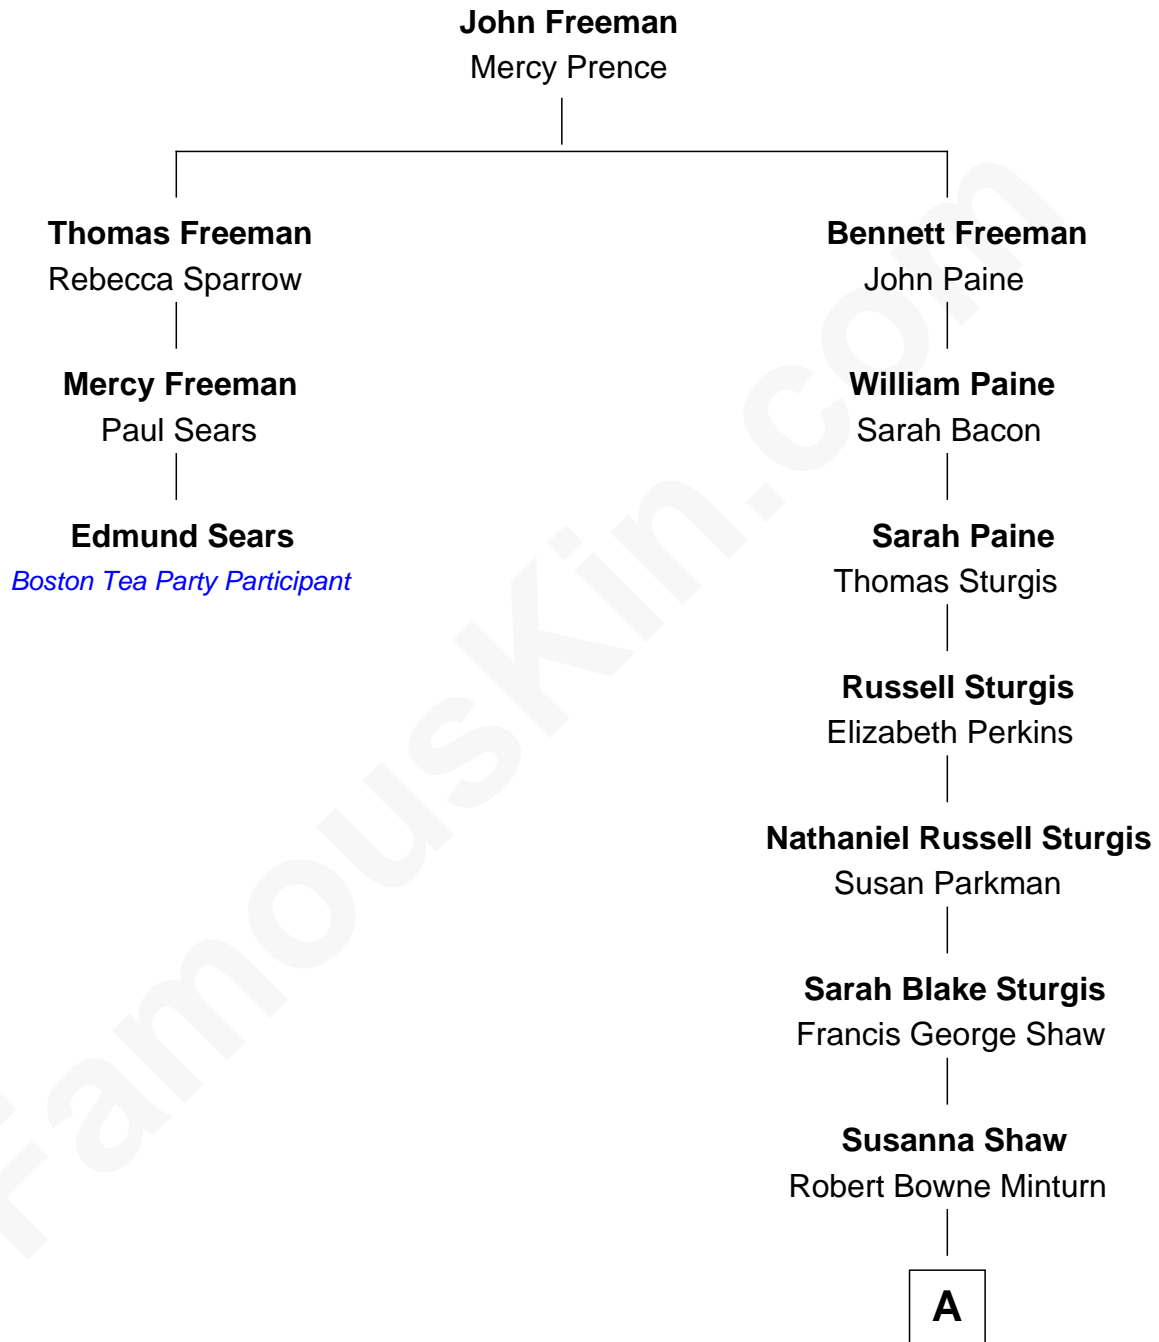 John Freeman
Mercy Prence
Thomas Freeman
Rebecca Sparrow
Mercy Freeman
Paul Sears
Edmund Sears
Boston Tea Party Participant
Bennett Freeman
John Paine
William Paine
Sarah Bacon
Sarah Paine
Thomas Sturgis
Russell Sturgis
Elizabeth Perkins
Nathaniel Russell Sturgis
Susan Parkman
Sarah Blake Sturgis
Francis George Shaw
Susanna Shaw
Robert Bowne Minturn
A
FamousKin.com